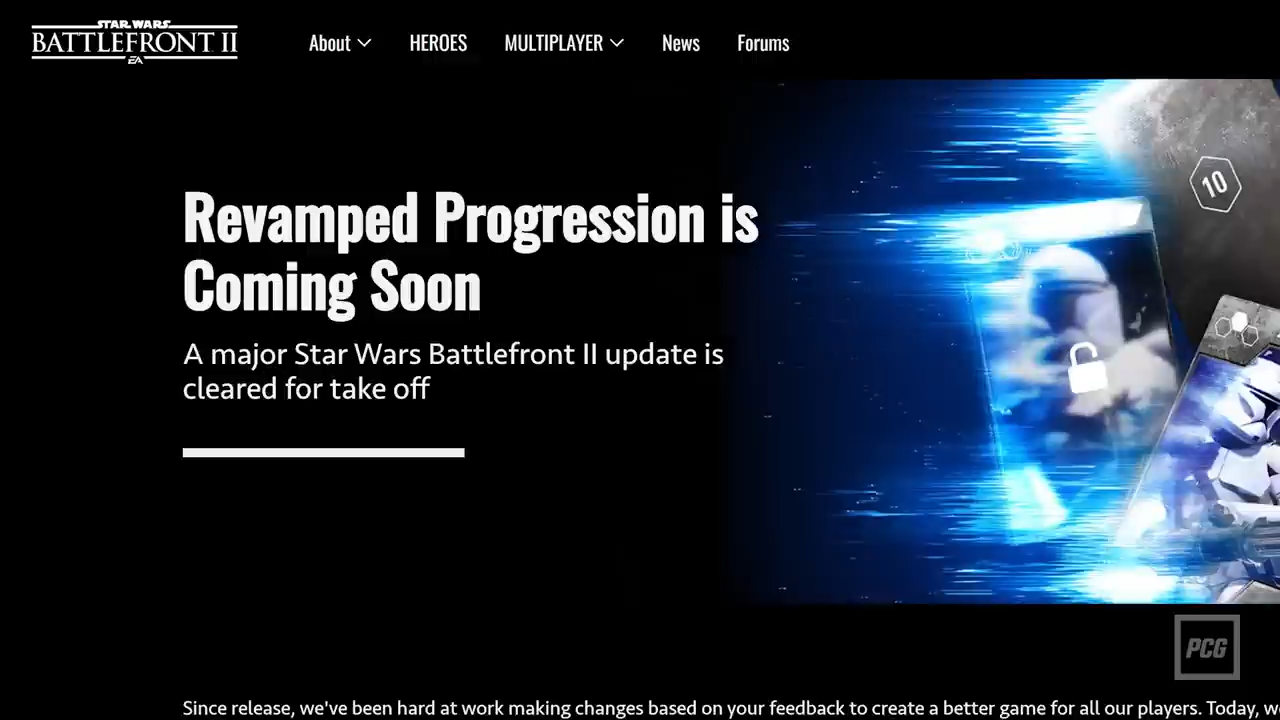 STAR WARS
BATTLEFRONT II
EA
About HEROES MULTIPLAYER News Forums
10
Revamped Progression is
Coming Soon
A major Star Wars Battlefront II update is
cleared for take off
PCG
Since release, we've been hard at work making changes based on your feedback to create a better game for all our players. Today, w